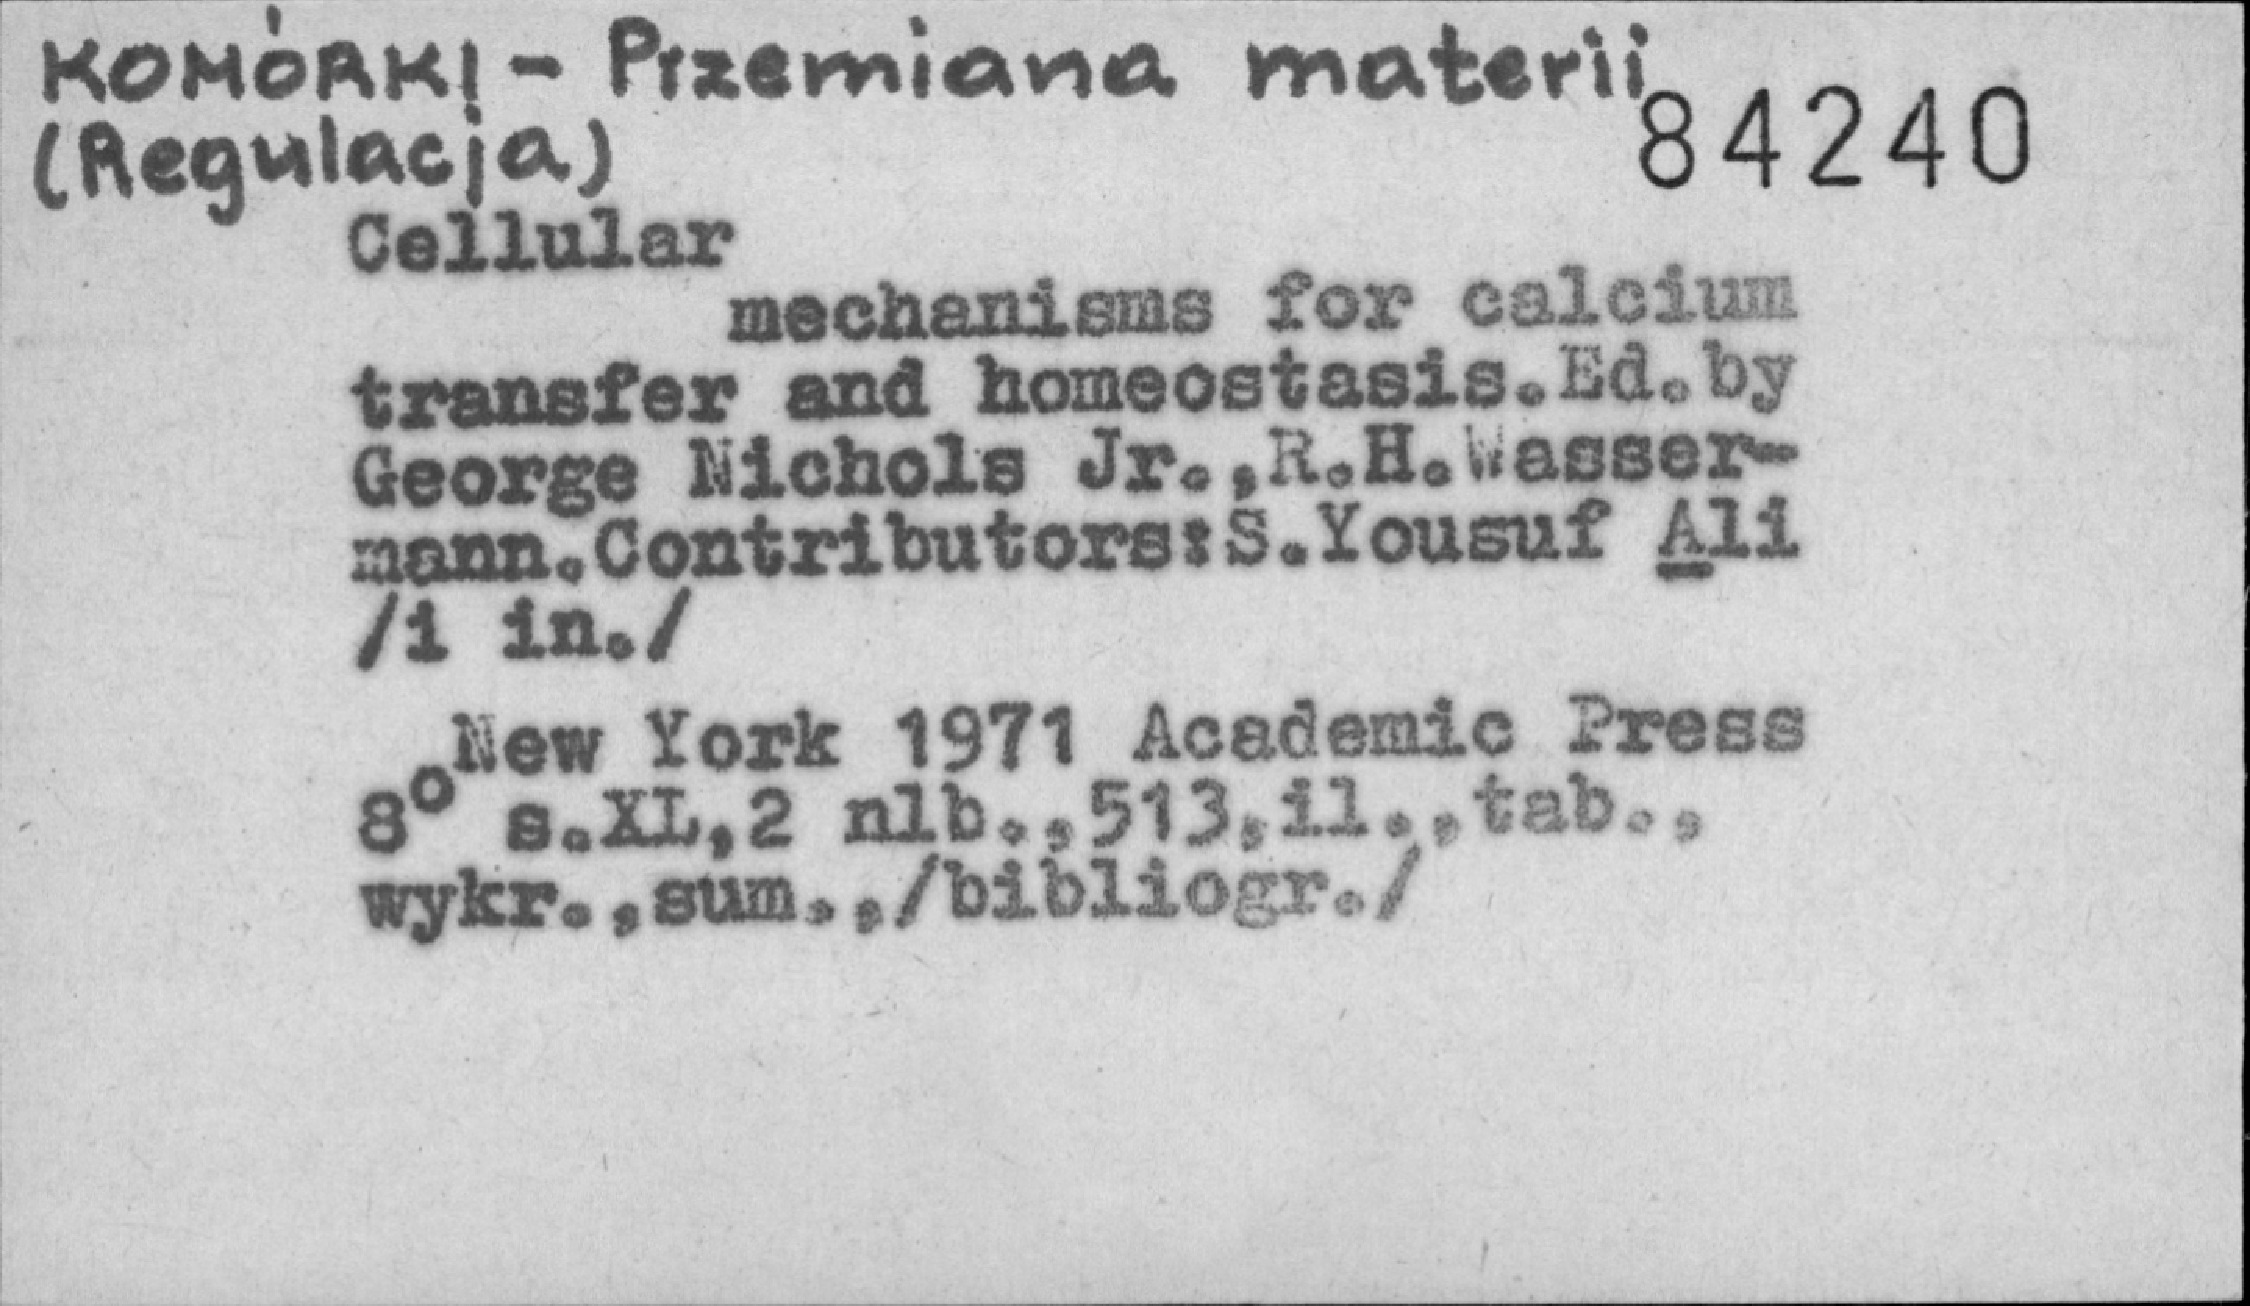 KOMÓRKI - Przemiana materii
84240
(Regulacja)
Cellular
mechanisms for calcium
transfer and homeostasis.Ed.by
George Nichols Jr.,R.H.Wasser-
mann.Contributors:S.Yousuf Ali
/i in./
New York 1971 Academic Press
8° s.XL,2 nlb.,513,il.,tab.,
wykr.,sum.,/bibliogr./